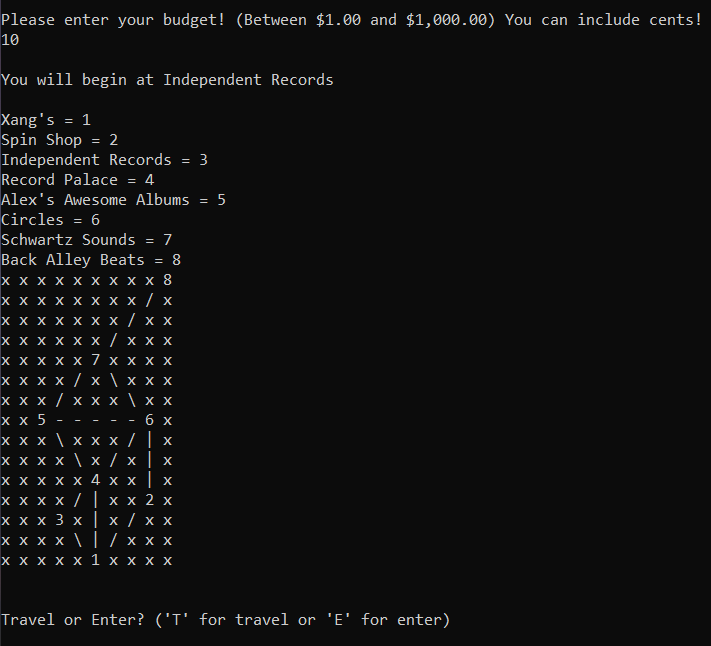 Please enter your budget! (Between $1.00 and $1,000.00) You can include cents!
10

You will begin at Independent Records

Xang's = 1
Spin Shop = 2
Independent Records = 3
Record Palace = 4
Alex's Awesome Albums = 5
Circles = 6
Schwartz Sounds = 7
Back Alley Beats = 8
x x x x x x x x x 8
x x x x x x x x / x
x x x x x x x / x x
x x x x x x / x x x
x x x x x 7 x x x x
x x x x / x \ x x x
x x x / x x x \ x x
x x 5 - - - - - 6 x
x x x \ x x x / | x
x x x x \ x / x | x
x x x x x 4 x x | x
x x x x / | x x 2 x
x x x 3 x | x / x x
x x x x \ | / x x x
x x x x x 1 x x x x

Travel or Enter? ('T' for travel or 'E' for enter)